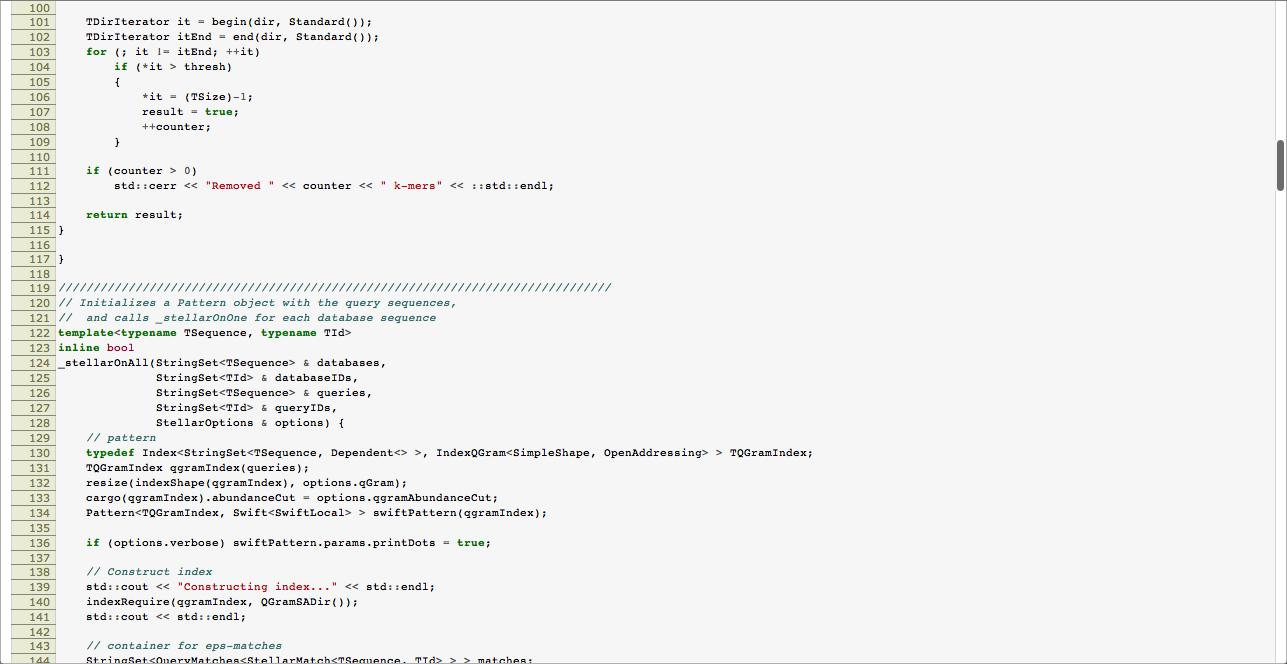 100
101     TDirIterator it = begin(dir, Standard());
102     TDirIterator itEnd = end(dir, Standard());
103     for (; it != itEnd; ++it)
104         if (*it > thresh)
105         {
106             *it = (TSize)-1;
107             result = true;
108             ++counter;
109         }
110
111     if (counter > 0)
112         std::cerr << "Removed " << counter << " k-mers" << ::std::endl;
113
114     return result;
115 }
116
117 }
118
119 ///////////////////////////////////////////////////////////////////////////////
120 // Initializes a Pattern object with the query sequences,
121 //  and calls _stellarOnOne for each database sequence
122 template<typename TSequence, typename TId>
123 inline bool
124 _stellarOnAll(StringSet<TSequence> & databases,
125               StringSet<TId> & databaseIDs,
126               StringSet<TSequence> & queries,
127               StringSet<TId> & queryIDs,
128               StellarOptions & options) {
129     // pattern
130     typedef Index<StringSet<TSequence, Dependent<> >, IndexQGram<SimpleShape, OpenAddressing> > TQGramIndex;
131     TQGramIndex qgramIndex(queries);
132     resize(indexShape(qgramIndex), options.qGram);
133     cargo(qgramIndex).abundanceCut = options.qgramAbundanceCut;
134     Pattern<TQGramIndex, Swift<SwiftLocal> > swiftPattern(qgramIndex);
135
136     if (options.verbose) swiftPattern.params.printDots = true;
137
138     // Construct index
139     std::cout << "Constructing index..." << std::endl;
140     indexRequire(qgramIndex, QGramSADir());
141     std::cout << std::endl;
142
143     // container for eps-matches
144     StringSet<QueryMatches<StellarMatch<TSequence, TId> > > matches;